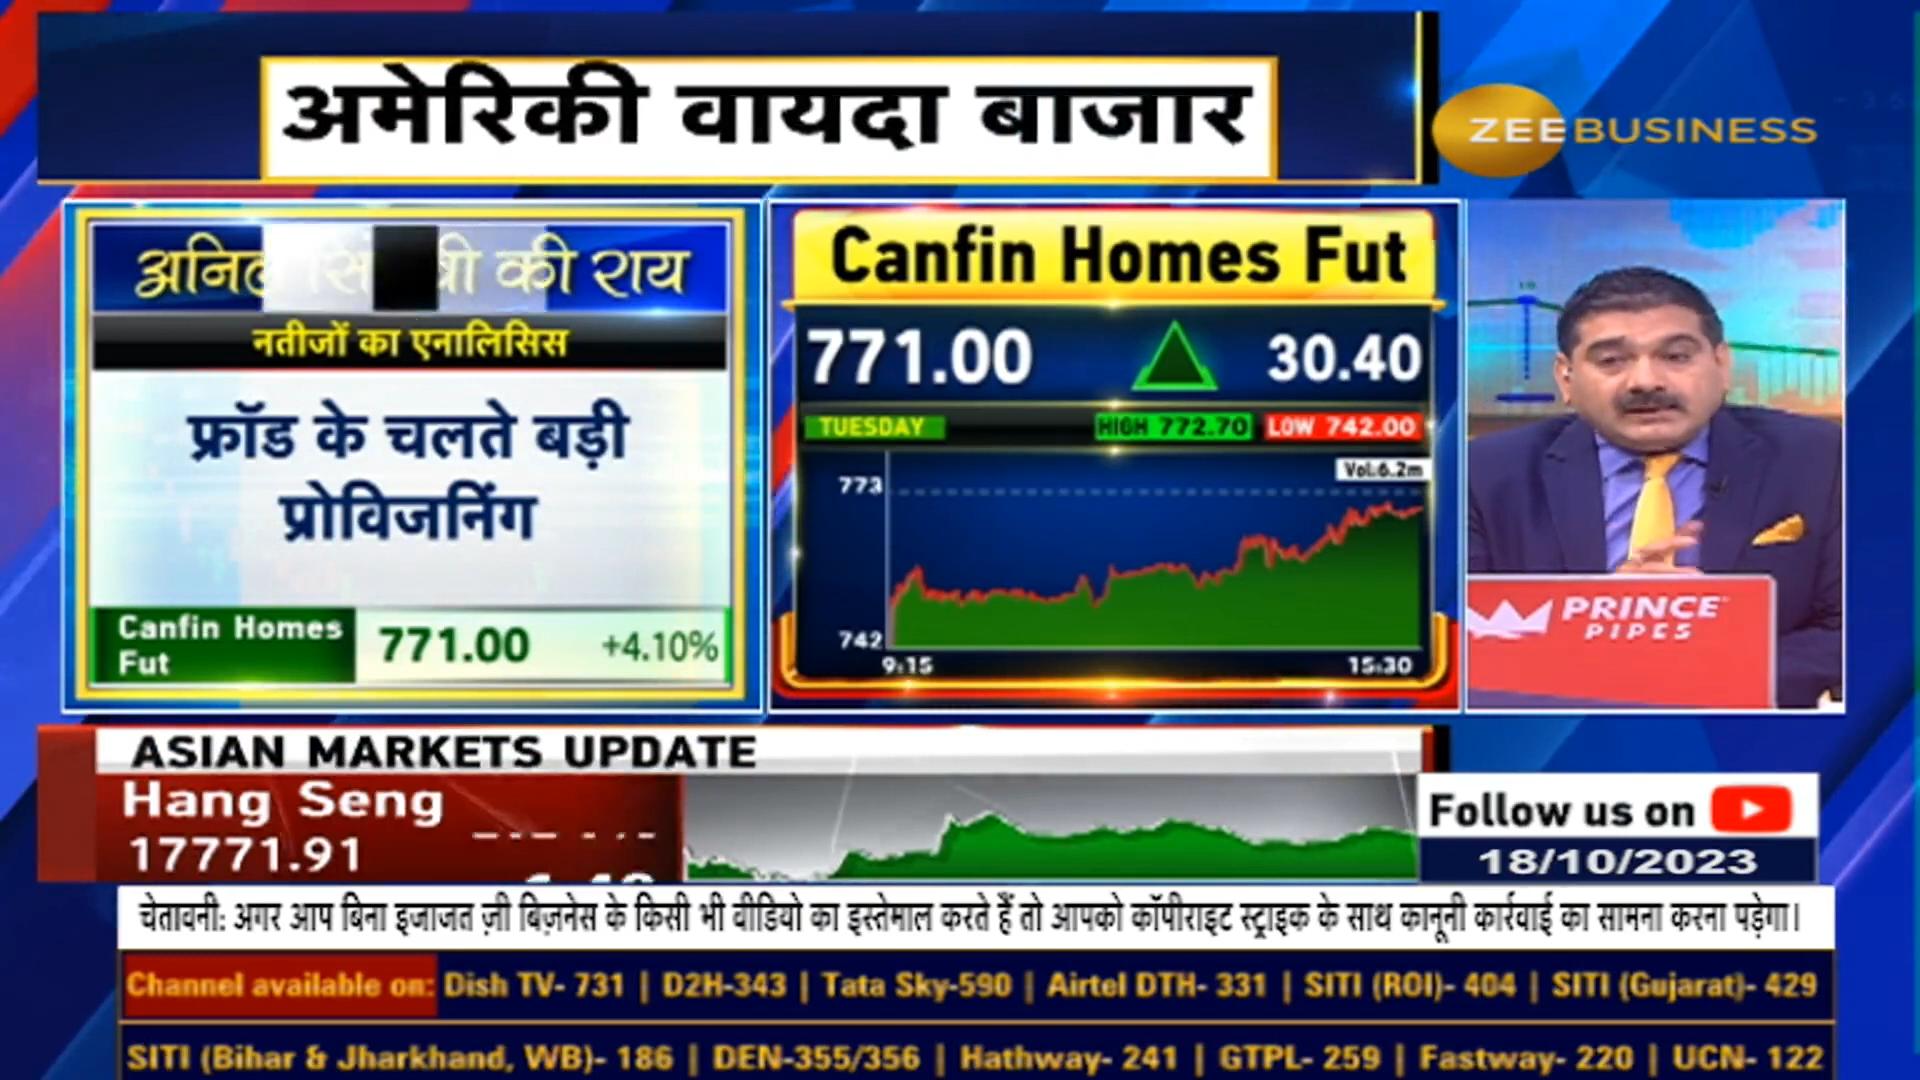 अमेरिकी वायदा बाजार
ZEEBUSINESS
की राय
नतीजों का एनालिसिस
फ्रॉड के चलते बड़ी
प्रोविजनिंग
Canfin Homes
Fut
771.00
+4.10%
Canfin Homes Fut
771.00
30.40
TUESDAY
HIGH 772.70
LOW 742.00
Vol:6.2m
773
742
9:15
15:30
PRINCE
PIPES
ASIAN MARKETS UPDATE
Hang Seng
17771.91
Follow us on
18/10/2023
चेतावनी: अगर आप बिना इजाजत ज़ी बिज़नेस के किसी भी वीडियो का इस्तेमाल करते हैं तो आपको कॉपीराइट स्ट्राइक के साथ कानूनी कार्रवाई का सामना करना पड़ेगा।
Channel available on: Dish TV- 731 | D2H-343 | Tata Sky-590 | Airtel DTH- 331 | SITI (ROI)- 404 | SITI (Gujarat)- 429
SITI (Bihar & Jharkhand, WB)- 186 | DEN-355/356 | Hathway- 241 | GTPL- 259 | Fastway- 220 | UCN- 122